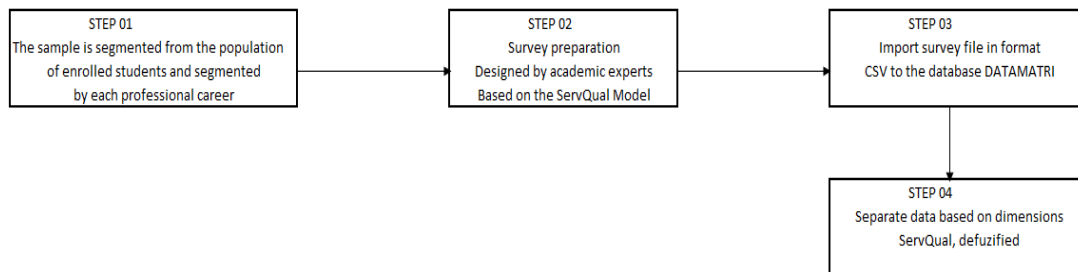 STEP 01
The sample is segmented from the population
of enrolled students and segmented
by each professional career
STEP 02
Survey preparation
Designed by academic experts
Based on the ServQual Model
STEP 03
Import survey file in format
CSV to the database DATAMATRI
STEP 04
Separate data based on dimensions
ServQual, defuzified